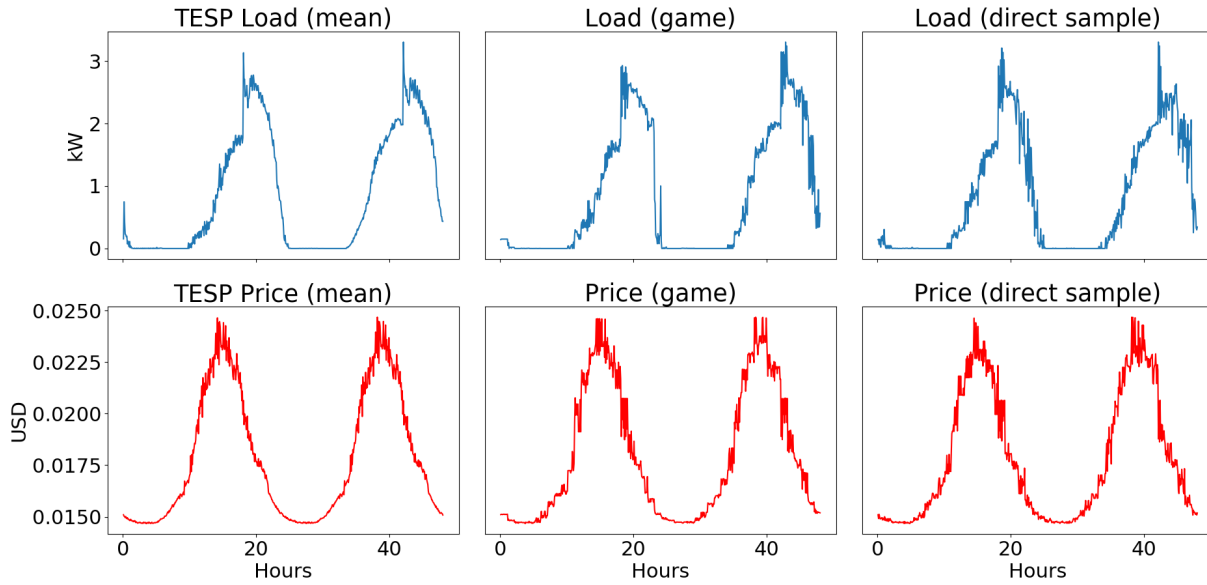 TESP Load (mean) Load (game) Load (direct sample)
3
2
1
0
kW
TESP Price (mean) Price (game) Price (direct sample)
0.0250
0.0225
0.0200
0.0175
0.0150
USD
0 20 40 0 20 40 0 20 40
Hours Hours Hours